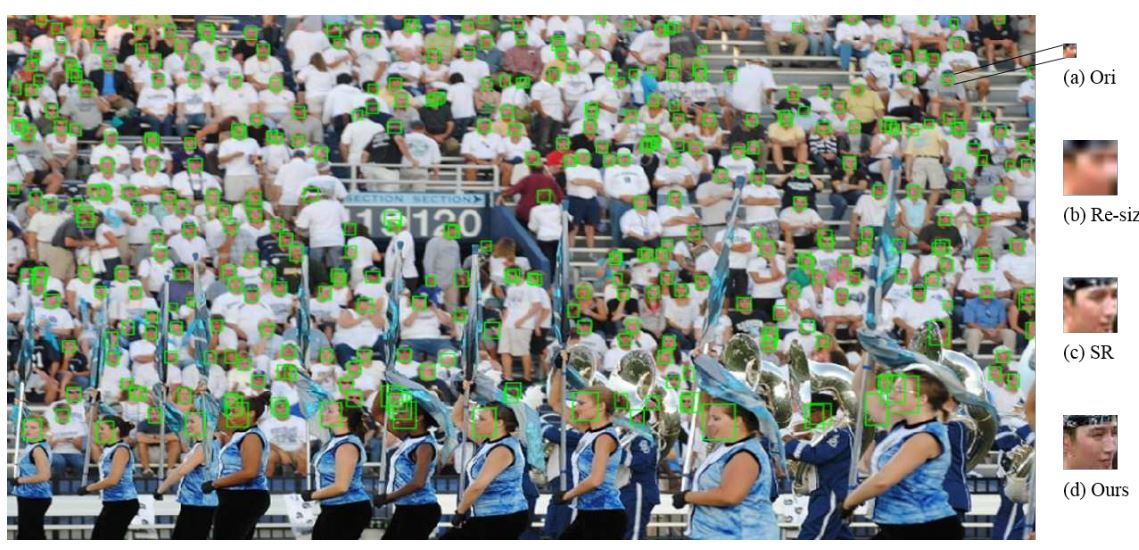 SECTION SECTION
120
(a) Ori
(b) Re-siz
(c) SR
(d) Ours